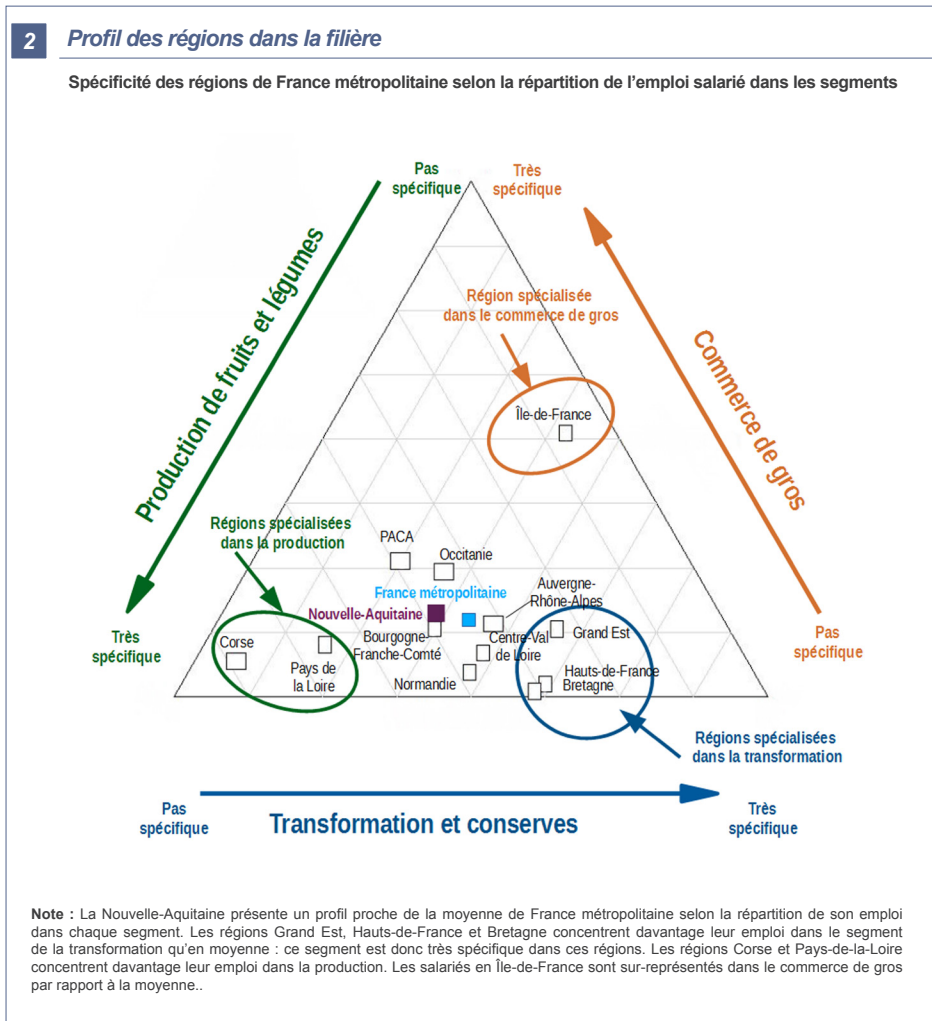 2
Profil des régions dans la filière
Spécificité des régions de France métropolitaine selon la répartition de l'emploi salarié dans les segments
Pas
spécifique
Très
spécifique
Production de fruits et légumes
Commerce de gros
Région spécialisée
dans le commerce de gros
Île-de-France
Régions spécialisées
dans la production
PACA
Occitanie
France métropolitaine
Auvergne-
Rhône-Alpes
Nouvelle-Aquitaine
Bourgogne-
Franche-Comté
Centre-Val
de Loire
Grand Est
Très
spécifique
Corse
Pays de
la Loire
Normandie
Hauts-de-France
Bretagne
Pas
spécifique
Régions spécialisées
dans la transformation
Pas
spécifique
Transformation et conserves
Très
spécifique
Note : La Nouvelle-Aquitaine présente un profil proche de la moyenne de France métropolitaine selon la répartition de son emploi
dans chaque segment. Les régions Grand Est, Hauts-de-France et Bretagne concentrent davantage leur emploi dans le segment
de la transformation qu'en moyenne : ce segment est donc très spécifique dans ces régions. Les régions Corse et Pays-de-la-Loire
concentrent davantage leur emploi dans la production. Les salariés en Île-de-France sont sur-représentés dans le commerce de gros
par rapport à la moyenne..